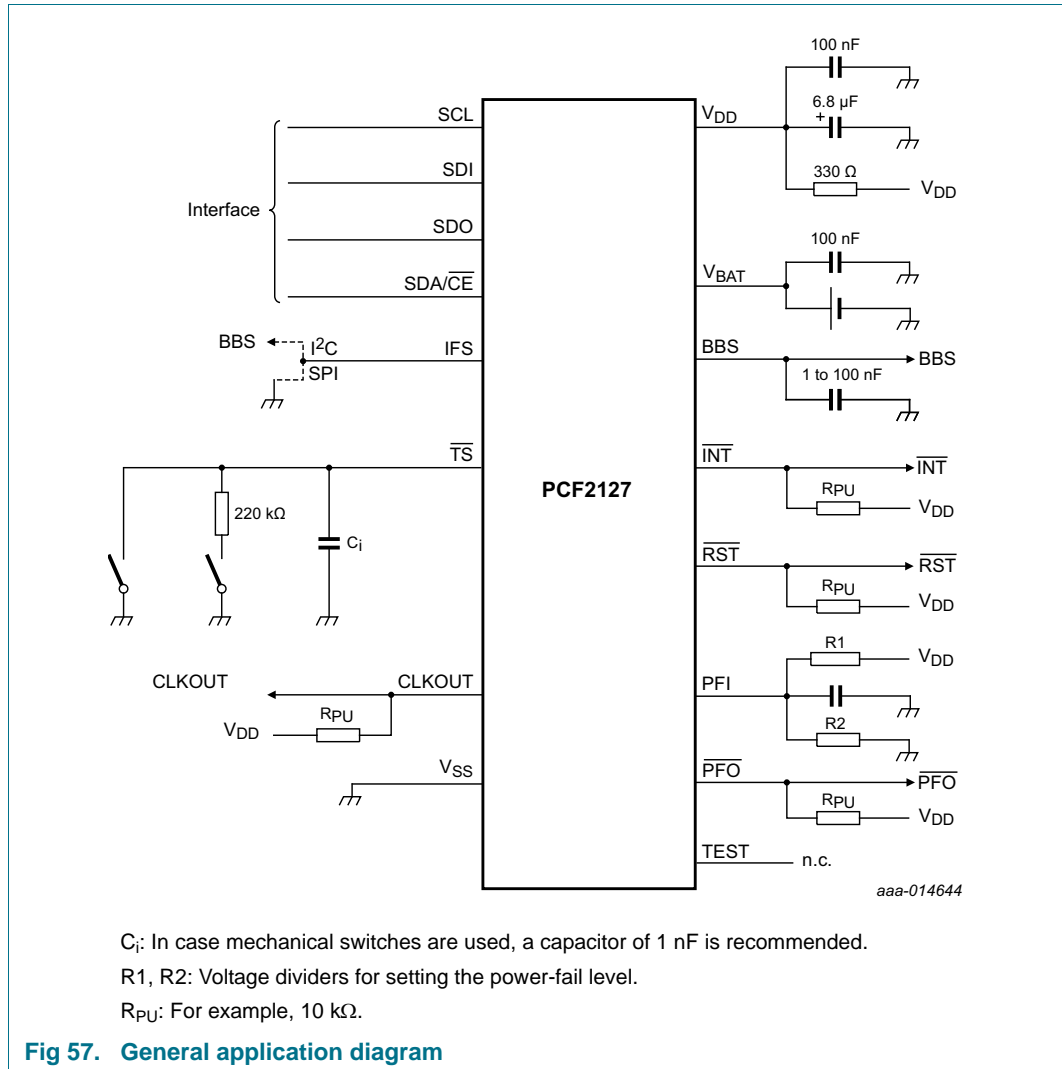 100 nF
SCL
VDD
6.8 µF
+
SDI
330 Ω
VDD
Interface
SDO
100 nF
SDA/CE
VBAT
BBS
I2C
IFS
BBS
BBS
SPI
1 to 100 nF
TS
INT
INT
PCF2127
RPU
VDD
220 kΩ
Ci
RST
RST
RPU
VDD
R1
VDD
CLKOUT
CLKOUT
PFI
RPU
VDD
R2
VSS
PFO
PFO
RPU
VDD
TEST
n.c.
aaa-014644
Ci: In case mechanical switches are used, a capacitor of 1 nF is recommended.
R1, R2: Voltage dividers for setting the power-fail level.
RPU: For example, 10 kΩ.
Fig 57. General application diagram